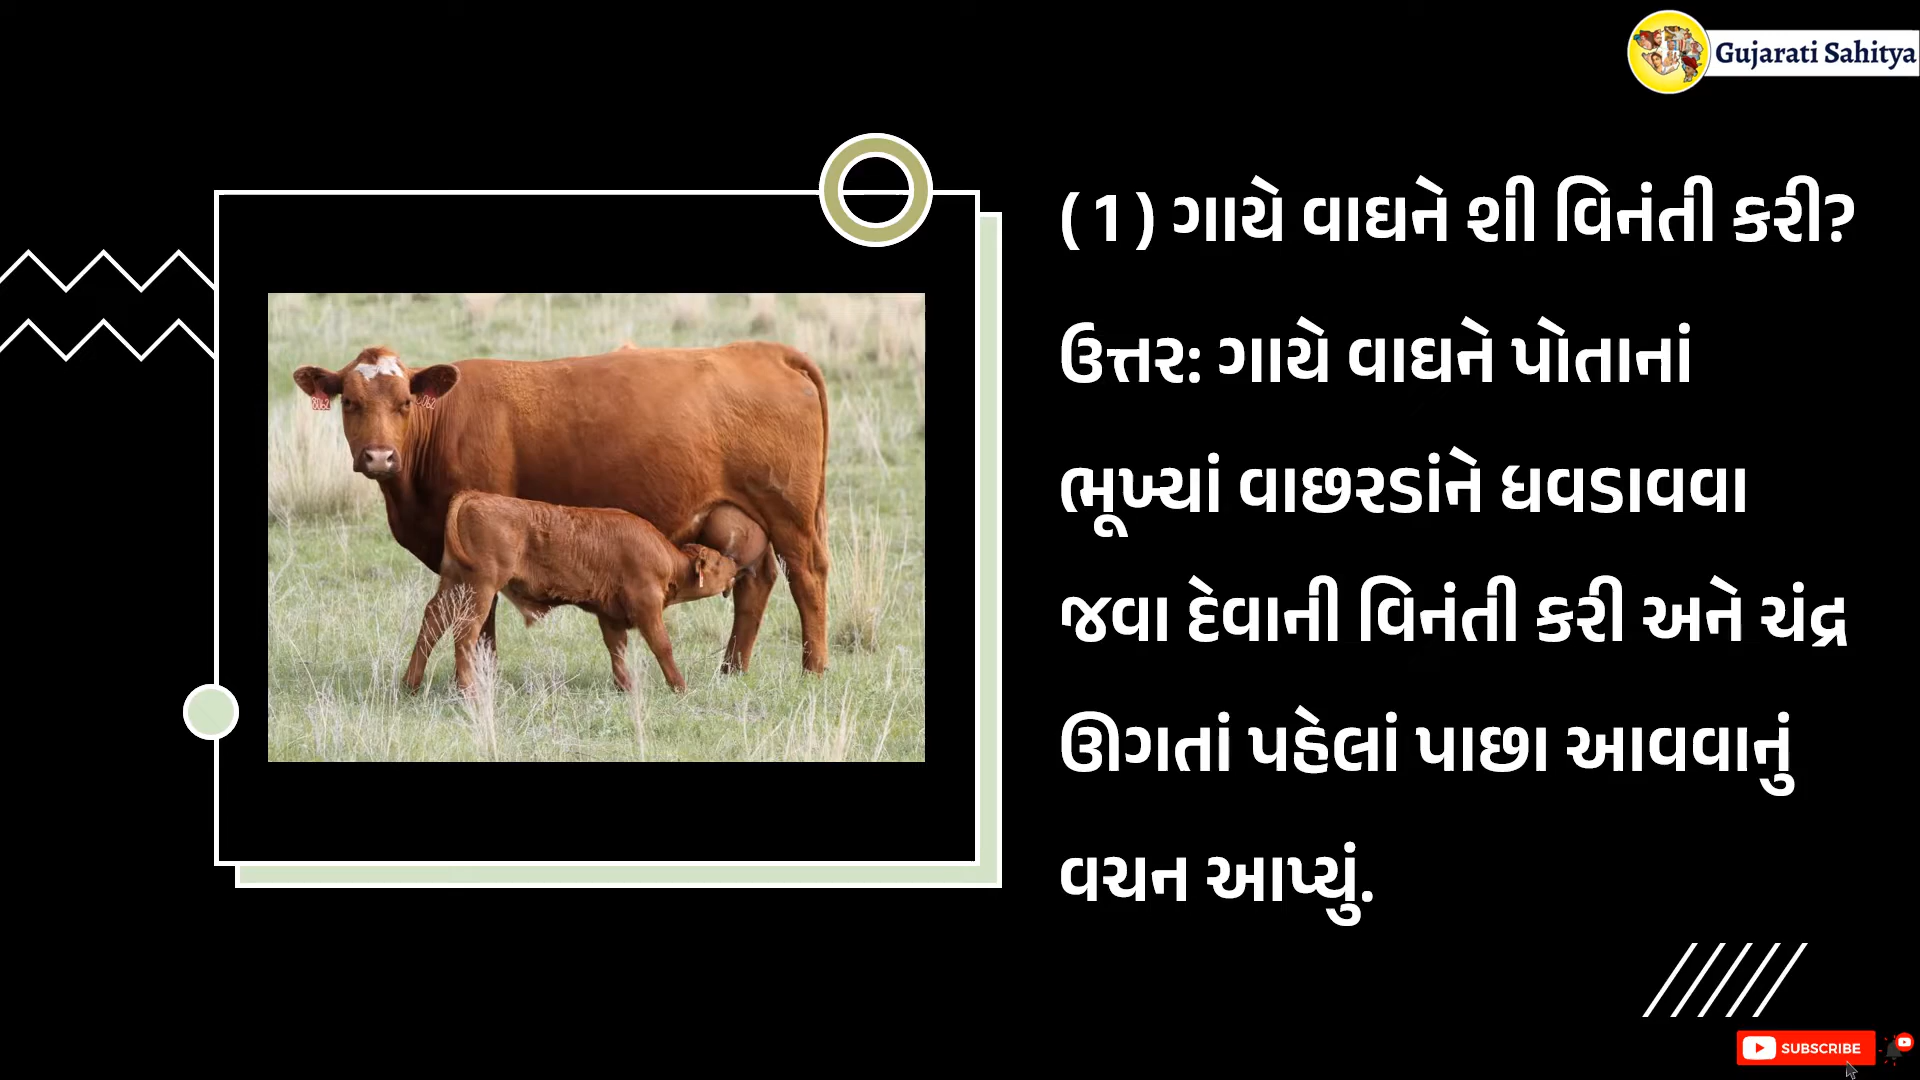 Gujarati Sahitya
(1) ગાયે વાઘને શી વિનંતી કરી?
ઉત્તર: ગાયે વાઘને પોતાનાં
ભૂખ્યાં વાછરડાંને ધવડાવવા
જવા દેવાની વિનંતી કરી અને ચંદ્ર
ઊગતાં પહેલાં પાછા આવવાનું
વચન આપ્યું.
SUBSCRIBE